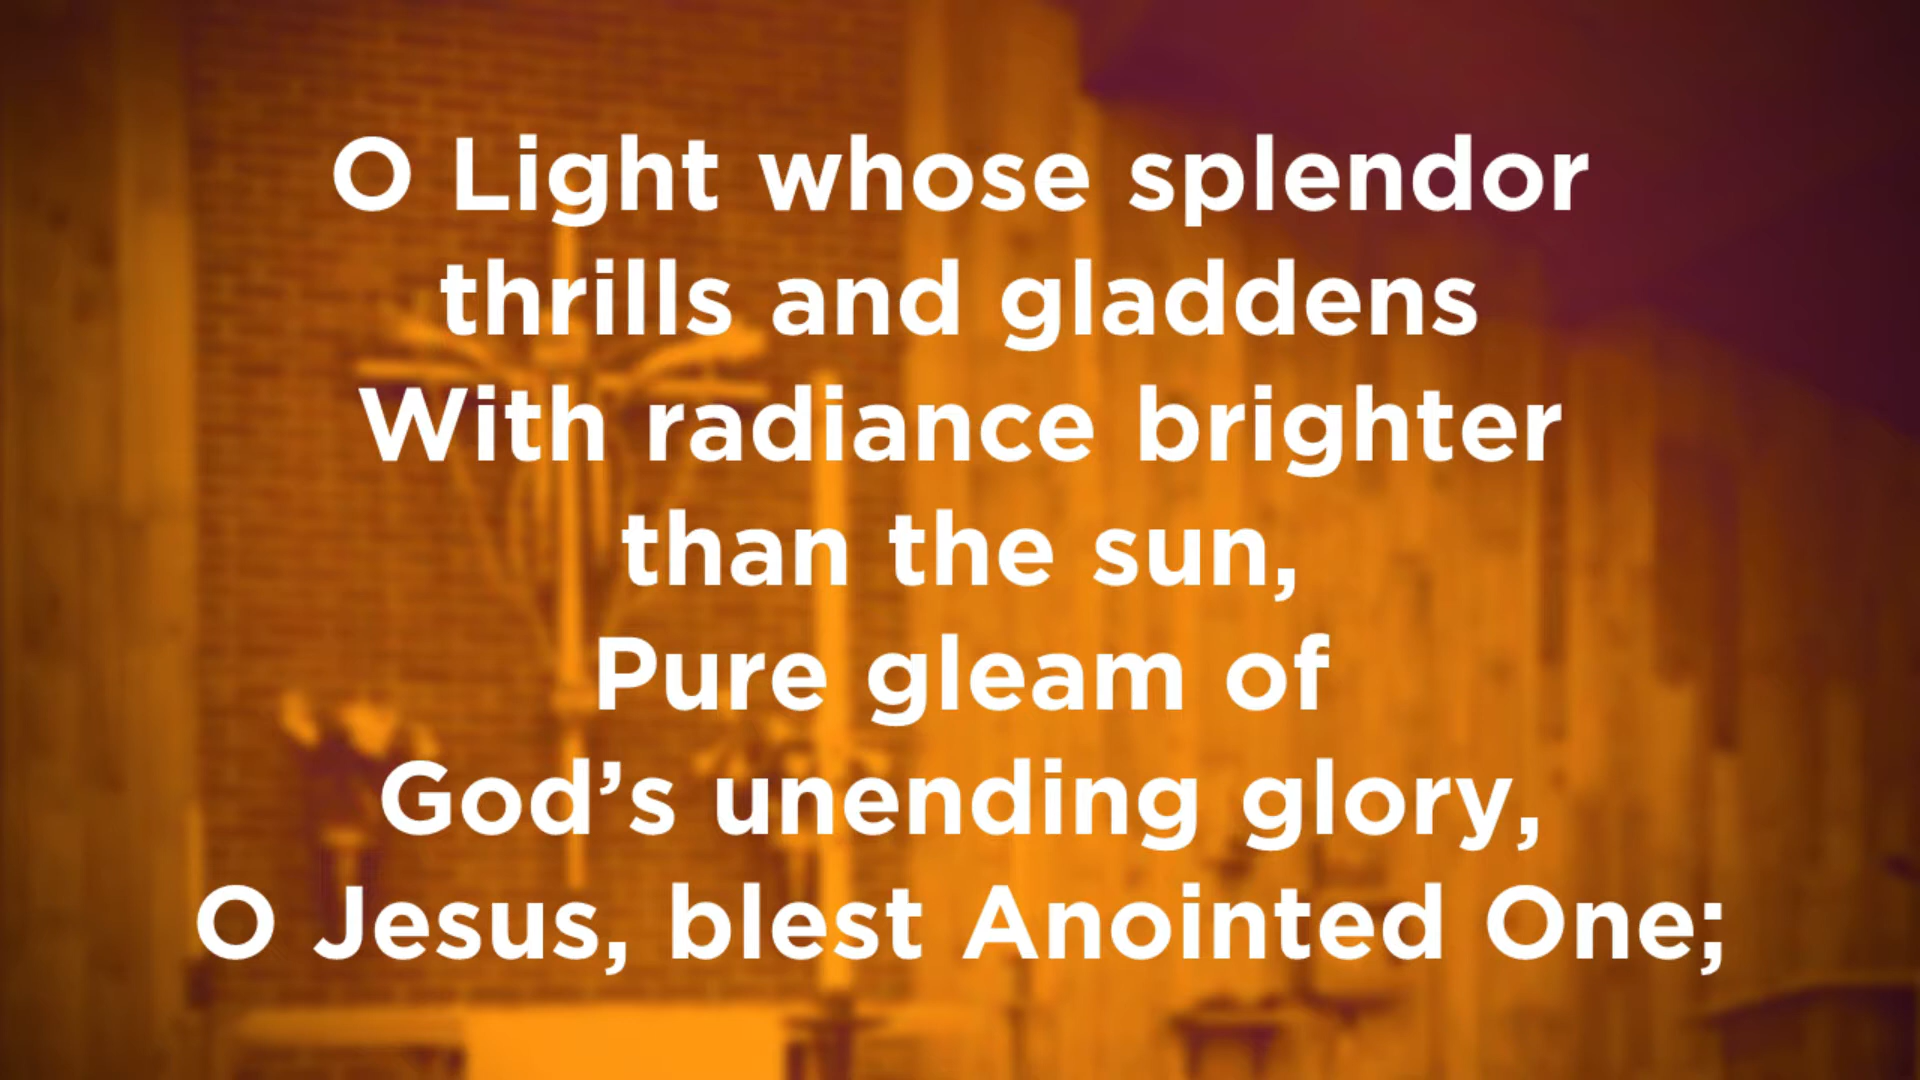 O Light whose splendor
thrills and gladdens
With radiance brighter
than the sun,
Pure gleam of
God’s unending glory,
O Jesus, blest Anointed One;